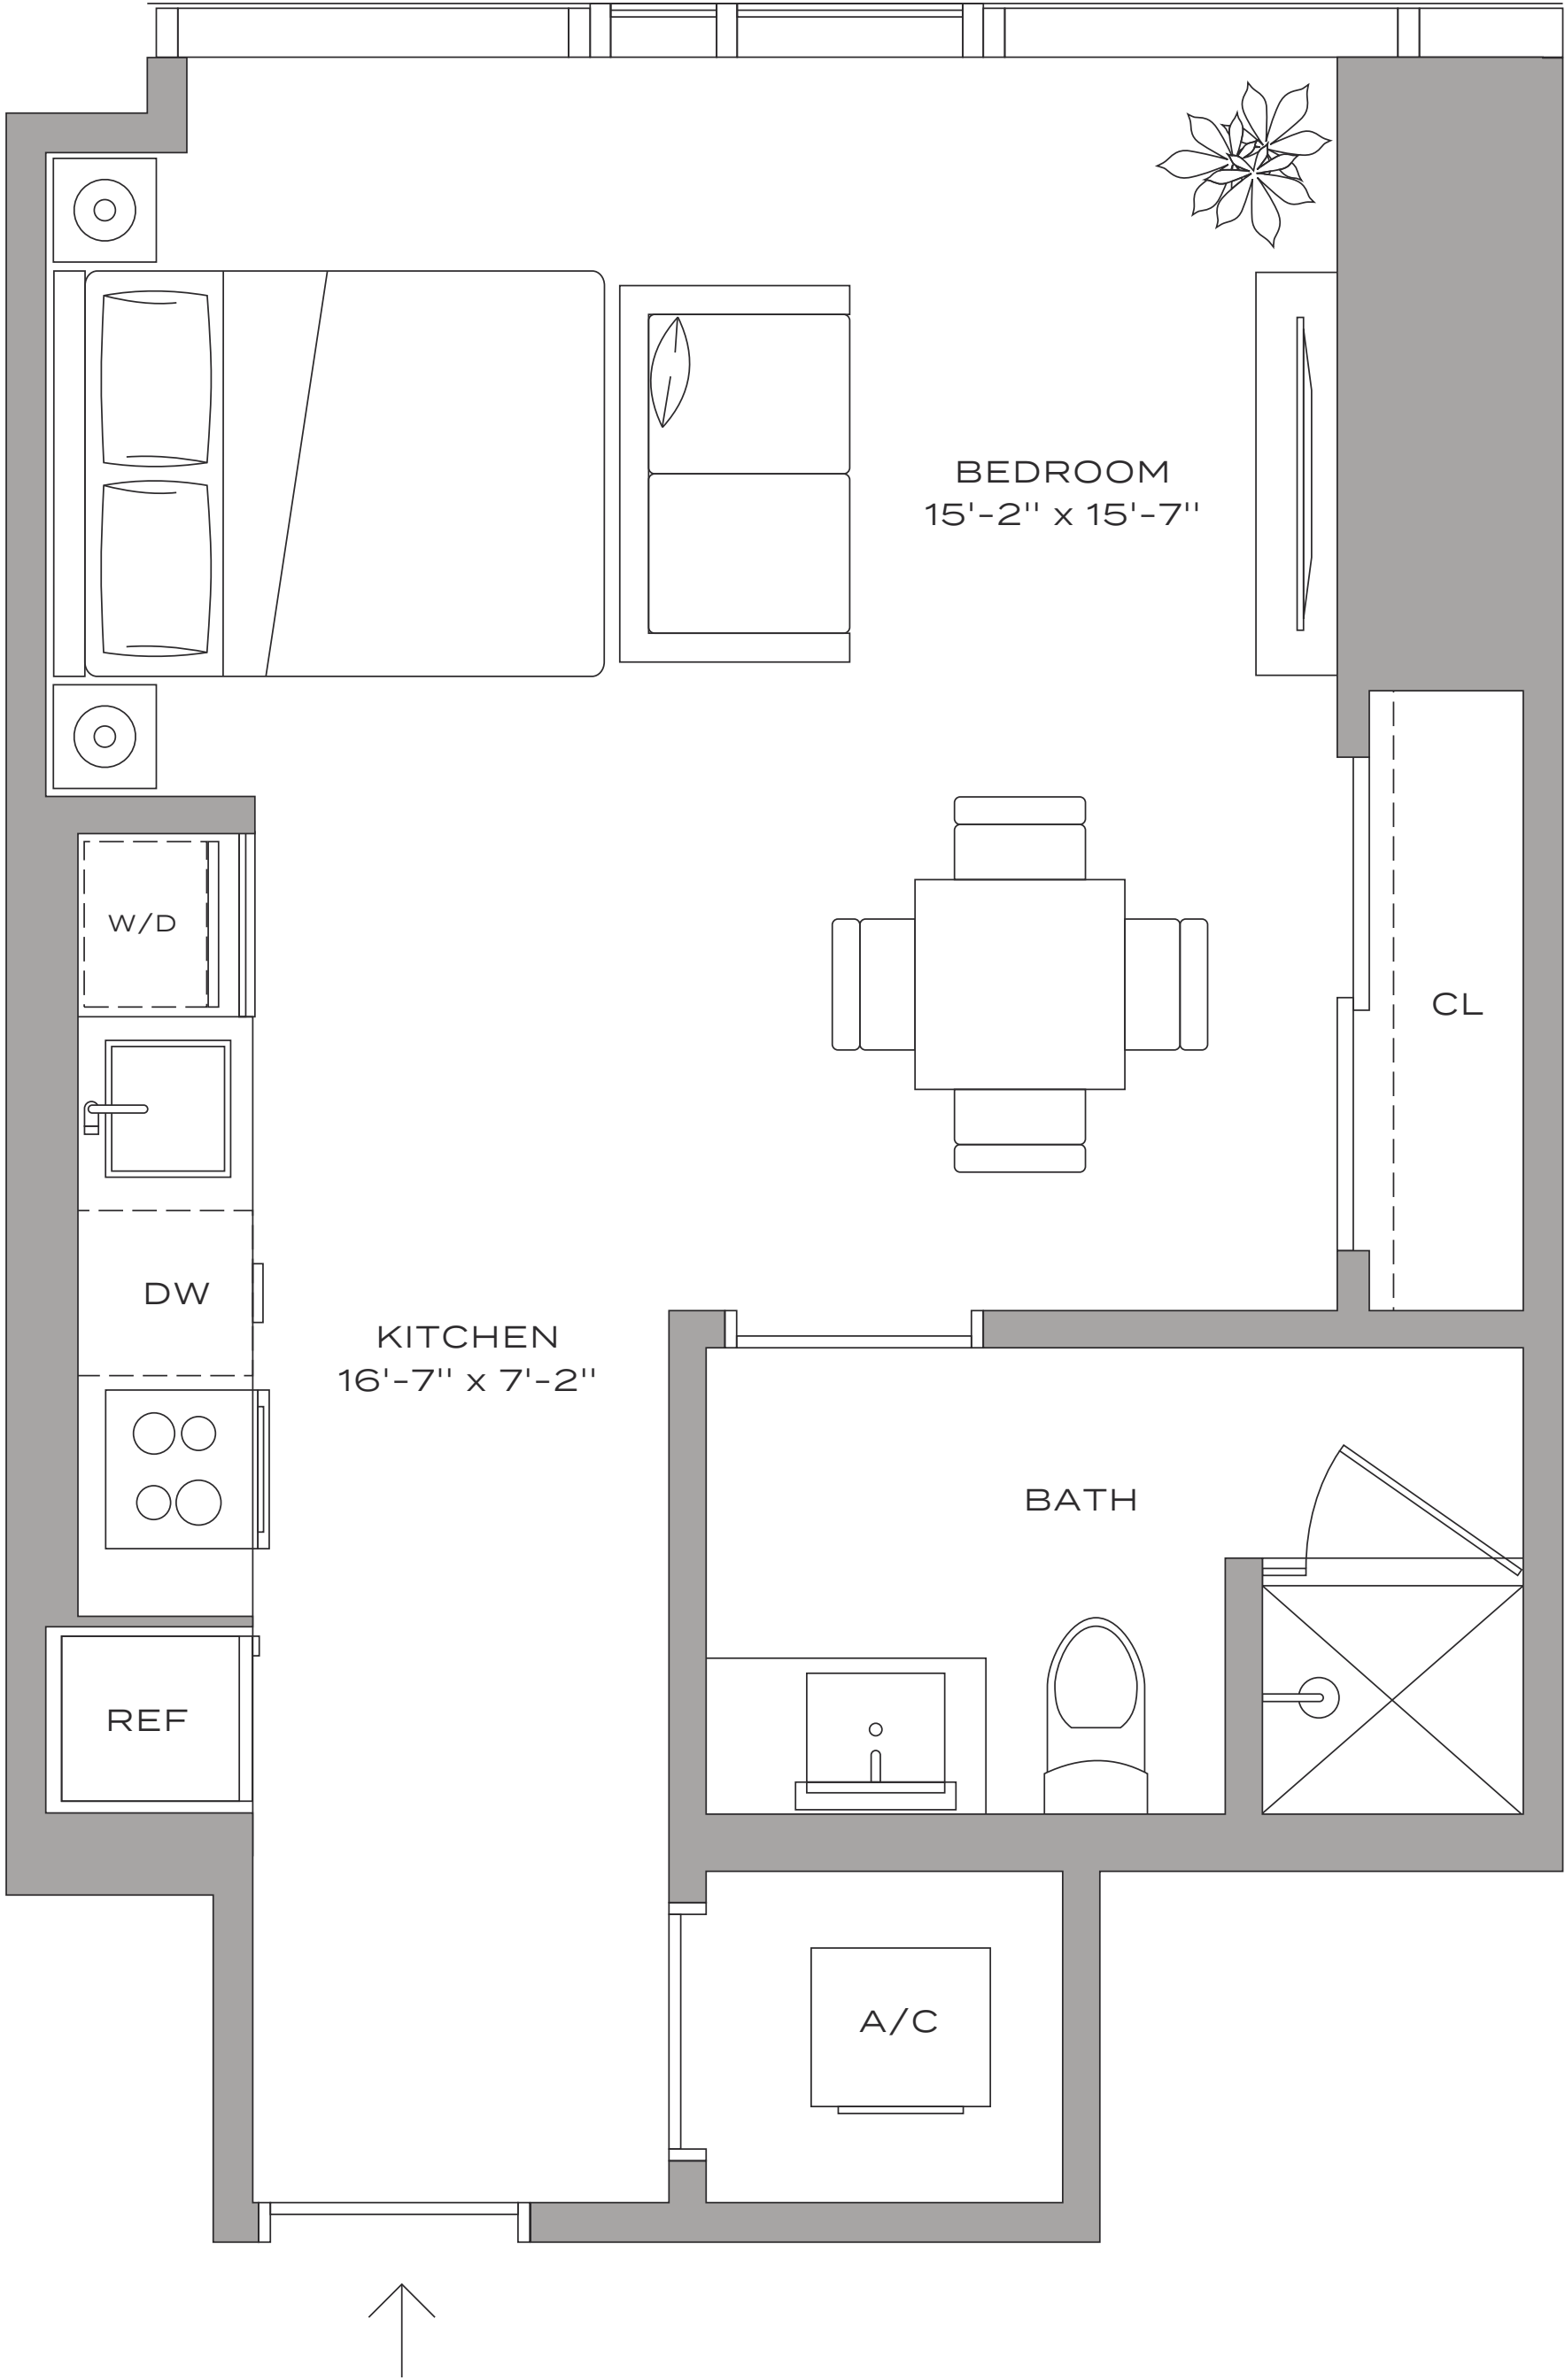 BEDROOM
15'-2" x 15'-7"
W/D
CL
DW
KITCHEN
16'-7" x 7'-2"
BATH
REF
A/C